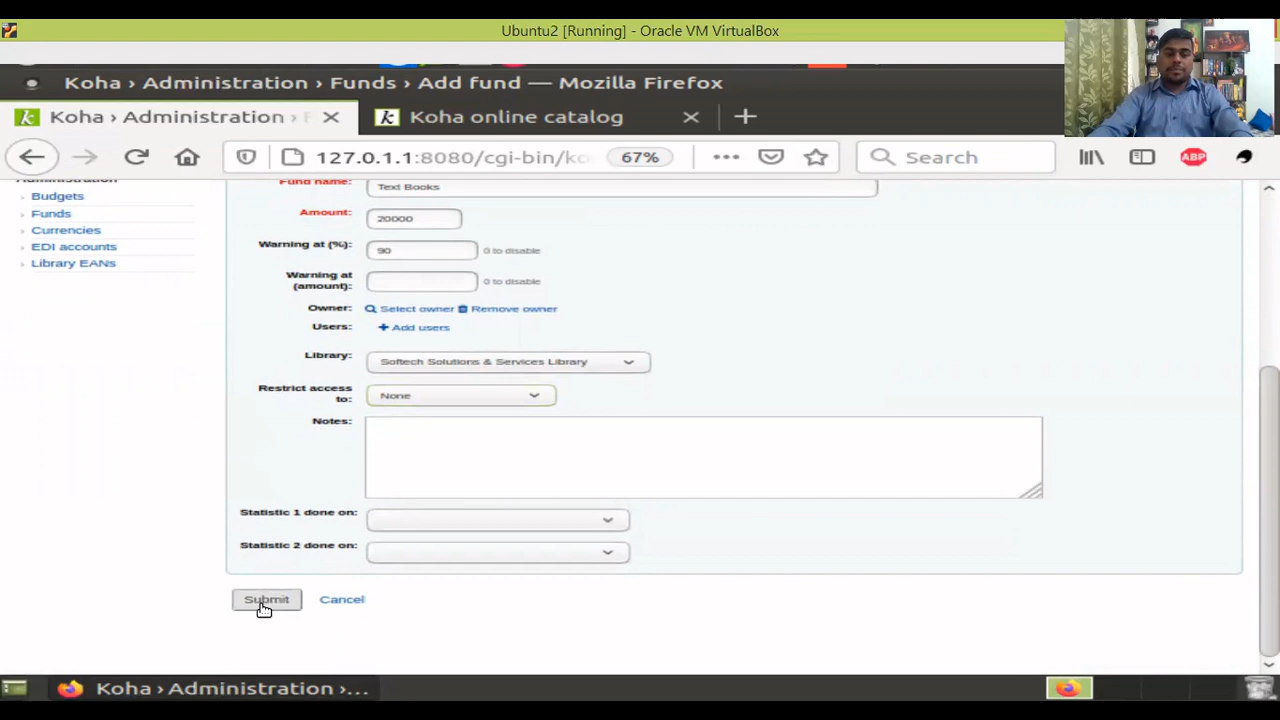 Ubuntu2 [Running] - Oracle VM VirtualBox
Koha › Administration › Funds › Add fund — Mozilla Firefox
Koha › Administration › F
Koha online catalog
127.0.1.1:8080/cgi-bin/ko
67%
Search
ABP
Administration
Budgets
Funds
Currencies
EDI accounts
Library EANs
Fund name: Text Books
Amount: 20000
Warning at (%): 90 0 to disable
Warning at (amount): 0 to disable
Owner: Select owner Remove owner
Users: + Add users
Library: Softech Solutions & Services Library
Restrict access to: None
Notes:
Statistic 1 done on:
Statistic 2 done on:
Submit Cancel
Koha › Administration ›...